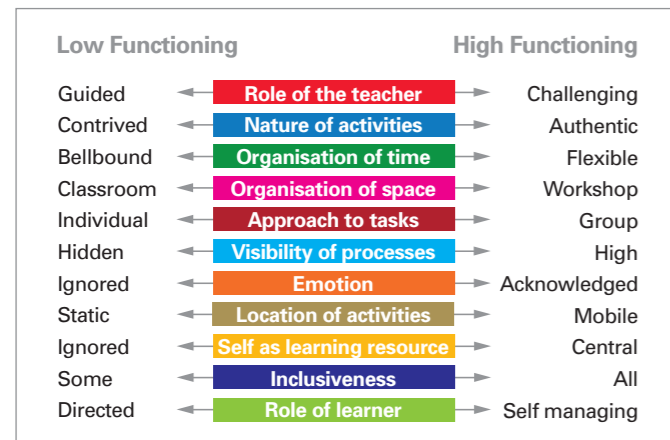 Low Functioning High Functioning
Guided Role of the teacher Challenging
Contrived Nature of activities Authentic
Bellbound Organisation of time Flexible
Classroom Organisation of space Workshop
Individual Approach to tasks Group
Hidden Visibility of processes High
Ignored Emotion Acknowledged
Static Location of activities Mobile
Ignored Self as learning resource Central
Some Inclusiveness All
Directed Role of learner Self managing